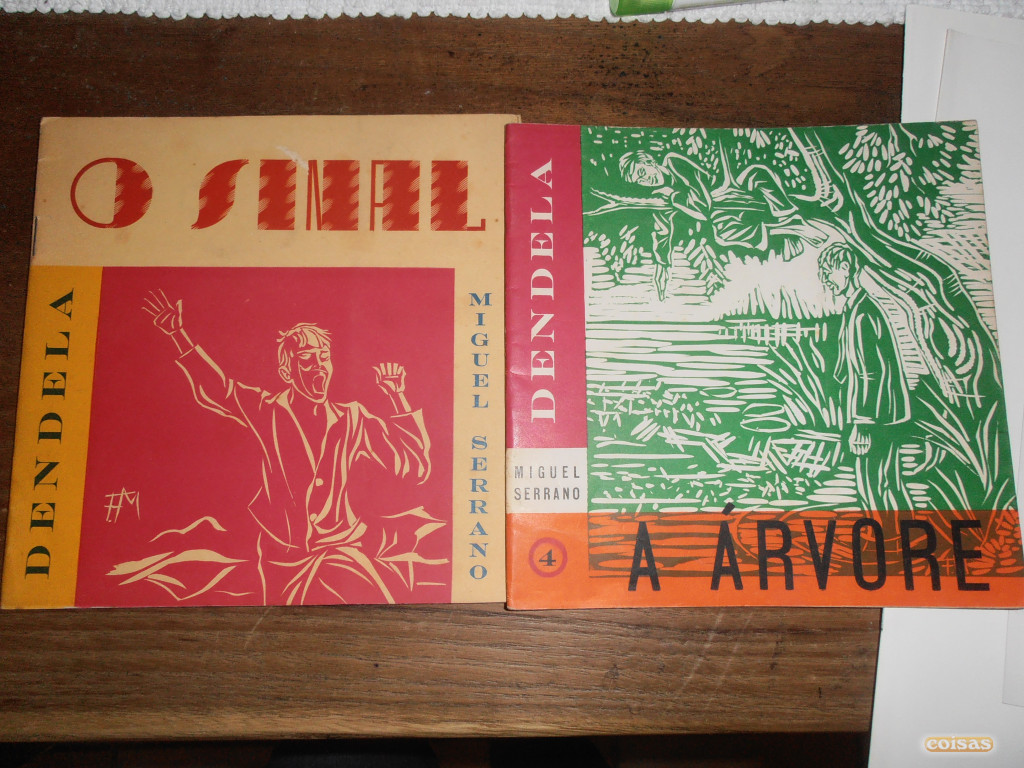 O SINAL
DENDELA
MIGUEL SERRANO
DENDELA
MIGUEL
SERRANO
4
A ÁRVORE
coisas